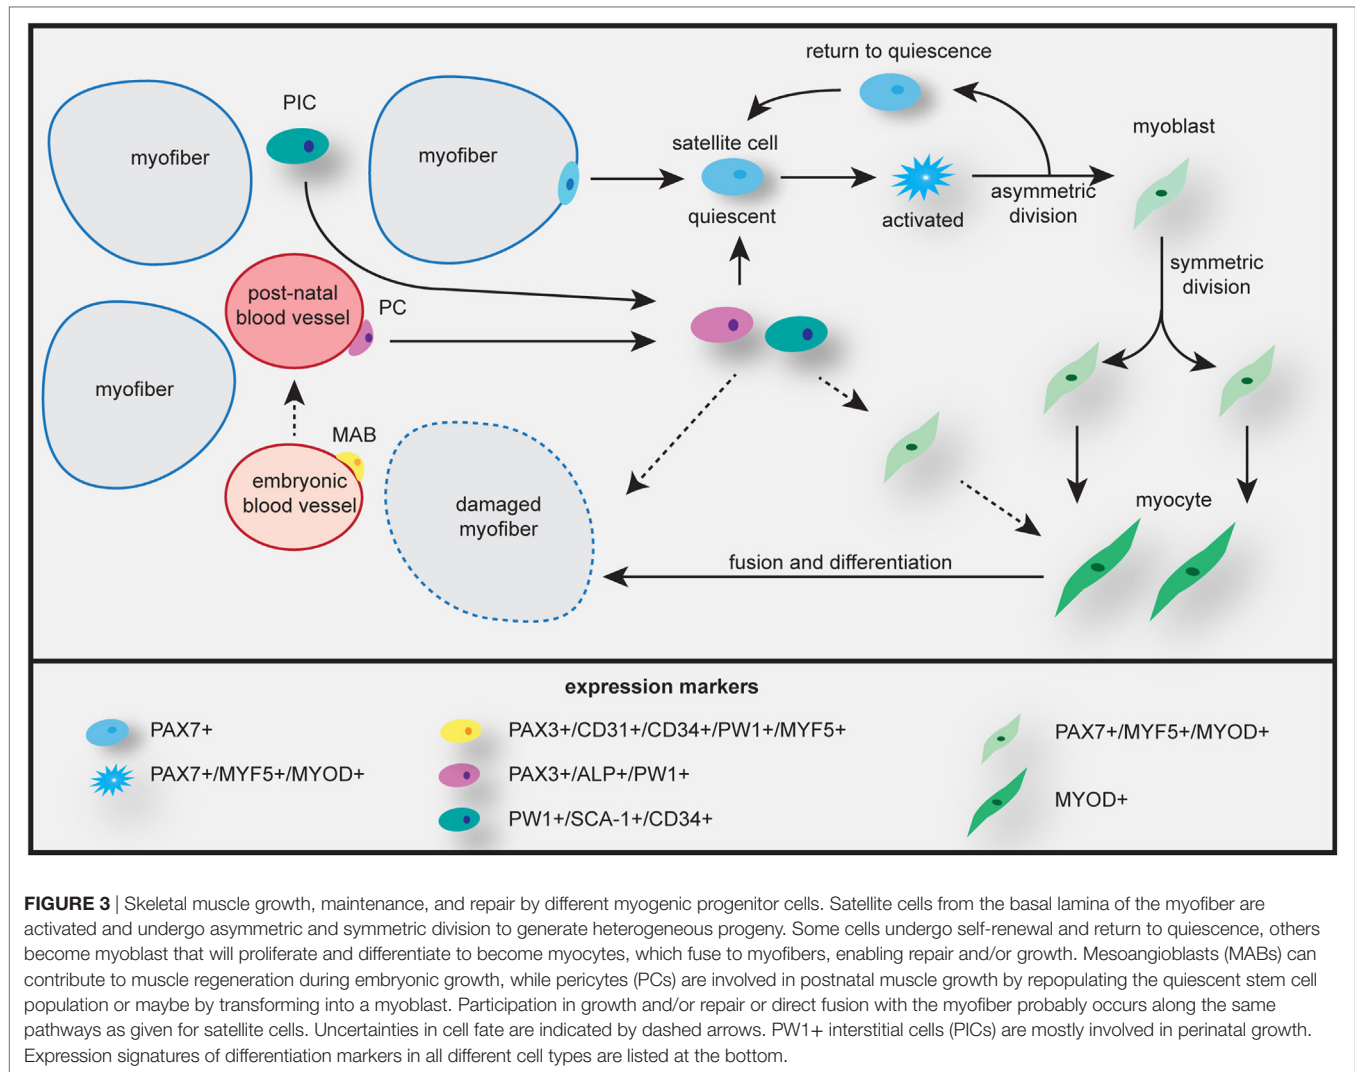 return to quiescence
PIC
myoblast
myofiber
myofiber
satellite cell
quiescent
activated
asymmetric
division
symmetric
division
post-natal
blood vessel
PC
myofiber
MAB
embryonic
blood vessel
damaged
myofiber
myocyte
fusion and differentiation
expression markers
PAX7+
PAX7+/MYF5+/MYOD+
PAX3+/CD31+/CD34+/PW1+/MYF5+
PAX3+/ALP+/PW1+
PW1+/SCA-1+/CD34+
PAX7+/MYF5+/MYOD+
MYOD+
FIGURE 3 | Skeletal muscle growth, maintenance, and repair by different myogenic progenitor cells. Satellite cells from the basal lamina of the myofiber are
activated and undergo asymmetric and symmetric division to generate heterogeneous progeny. Some cells undergo self-renewal and return to quiescence, others
become myoblast that will proliferate and differentiate to become myocytes, which fuse to myofibers, enabling repair and/or growth. Mesoangioblasts (MABs) can
contribute to muscle regeneration during embryonic growth, while pericytes (PCs) are involved in postnatal muscle growth by repopulating the quiescent stem cell
population or maybe by transforming into a myoblast. Participation in growth and/or repair or direct fusion with the myofiber probably occurs along the same
pathways as given for satellite cells. Uncertainties in cell fate are indicated by dashed arrows. PW1+ interstitial cells (PICs) are mostly involved in perinatal growth.
Expression signatures of differentiation markers in all different cell types are listed at the bottom.